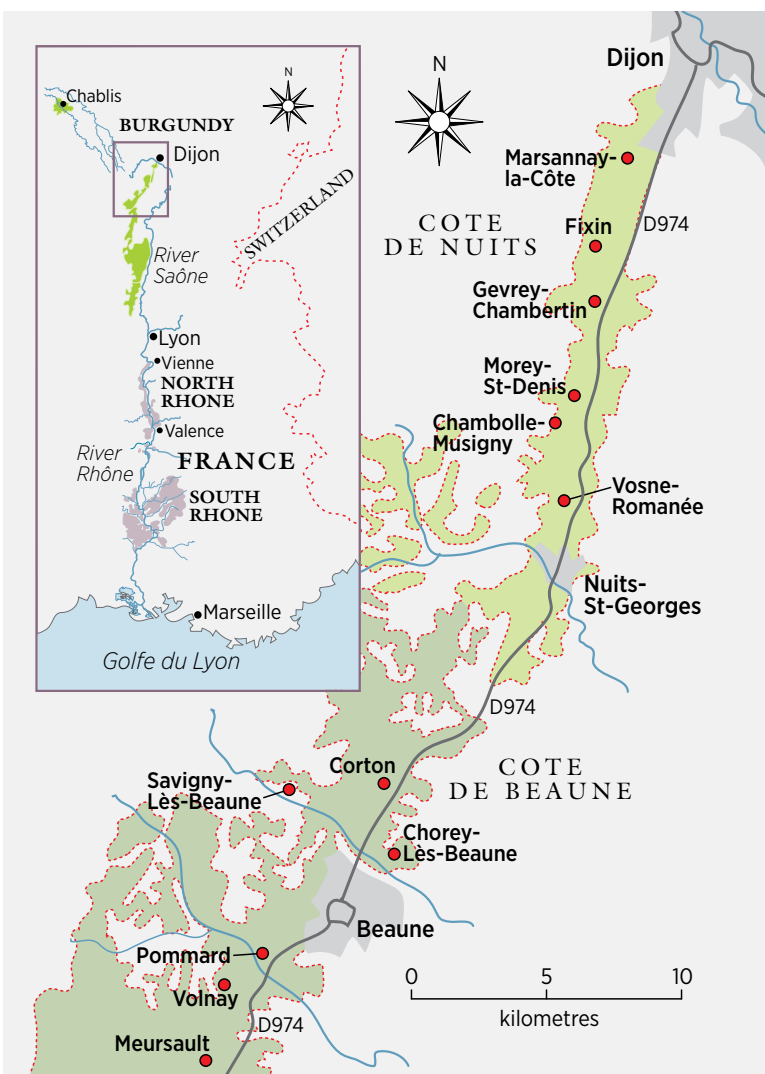 N
Chablis
BURGUNDY
Dijon
SWITZERLAND
River
Saône
Lyon
Vienne
NORTH
RHONE
Valence
River
Rhône
FRANCE
SOUTH
RHONE
Marseille
Golfe du Lyon
N
Dijon
Marsannay-
la-Côte
COTE
DE NUITS
Fixin
D974
Gevrey-
Chambertin
Morey-
St-Denis
Chambolle-
Musigny
Vosne-
Romanée
Nuits-
St-Georges
D974
COTE
DE BEAUNE
Corton
Savigny-
Lès-Beaune
Chorey-
Lès-Beaune
Beaune
Pommard
Volnay
D974
Meursault
0 5 10
kilometres